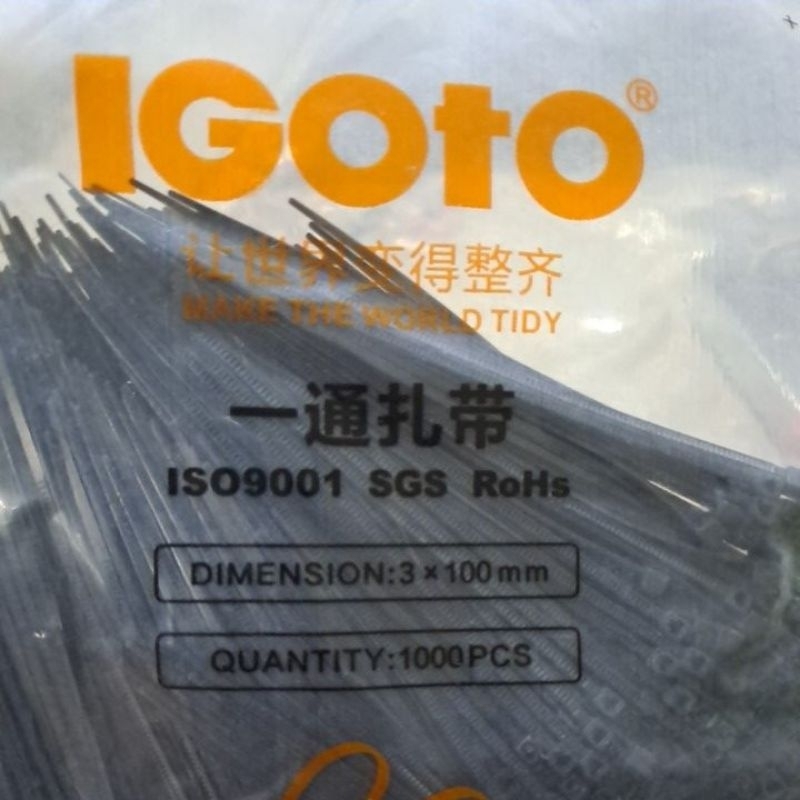 IGOTO®
让世界变得整齐
MAKE THE WORLD TIDY
一通扎带
ISO9001 SGS RoHs
DIMENSION:3×100mm
QUANTITY:1000PCS